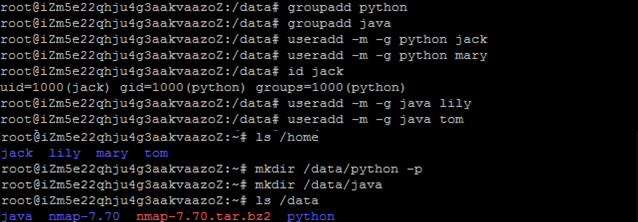 root@iZm5e22qhju4g3aakvaazoZ:/data# groupadd python
root@iZm5e22qhju4g3aakvaazoZ:/data# groupadd java
root@iZm5e22qhju4g3aakvaazoZ:/data# useradd -m -g python jack
root@iZm5e22qhju4g3aakvaazoZ:/data# useradd -m -g python mary
root@iZm5e22qhju4g3aakvaazoZ:/data# id jack
uid=1000(jack) gid=1000(python) groups=1000(python)
root@iZm5e22qhju4g3aakvaazoZ:/data# useradd -m -g java lily
root@iZm5e22qhju4g3aakvaazoZ:/data# useradd -m -g java tom
root@iZm5e22qhju4g3aakvaazoZ:~# ls /home
jack lily mary tom
root@iZm5e22qhju4g3aakvaazoZ:~# mkdir /data/python -p
root@iZm5e22qhju4g3aakvaazoZ:~# mkdir /data/java
root@iZm5e22qhju4g3aakvaazoZ:~# ls /data
java nmap-7.70 nmap-7.70.tar.bz2 python